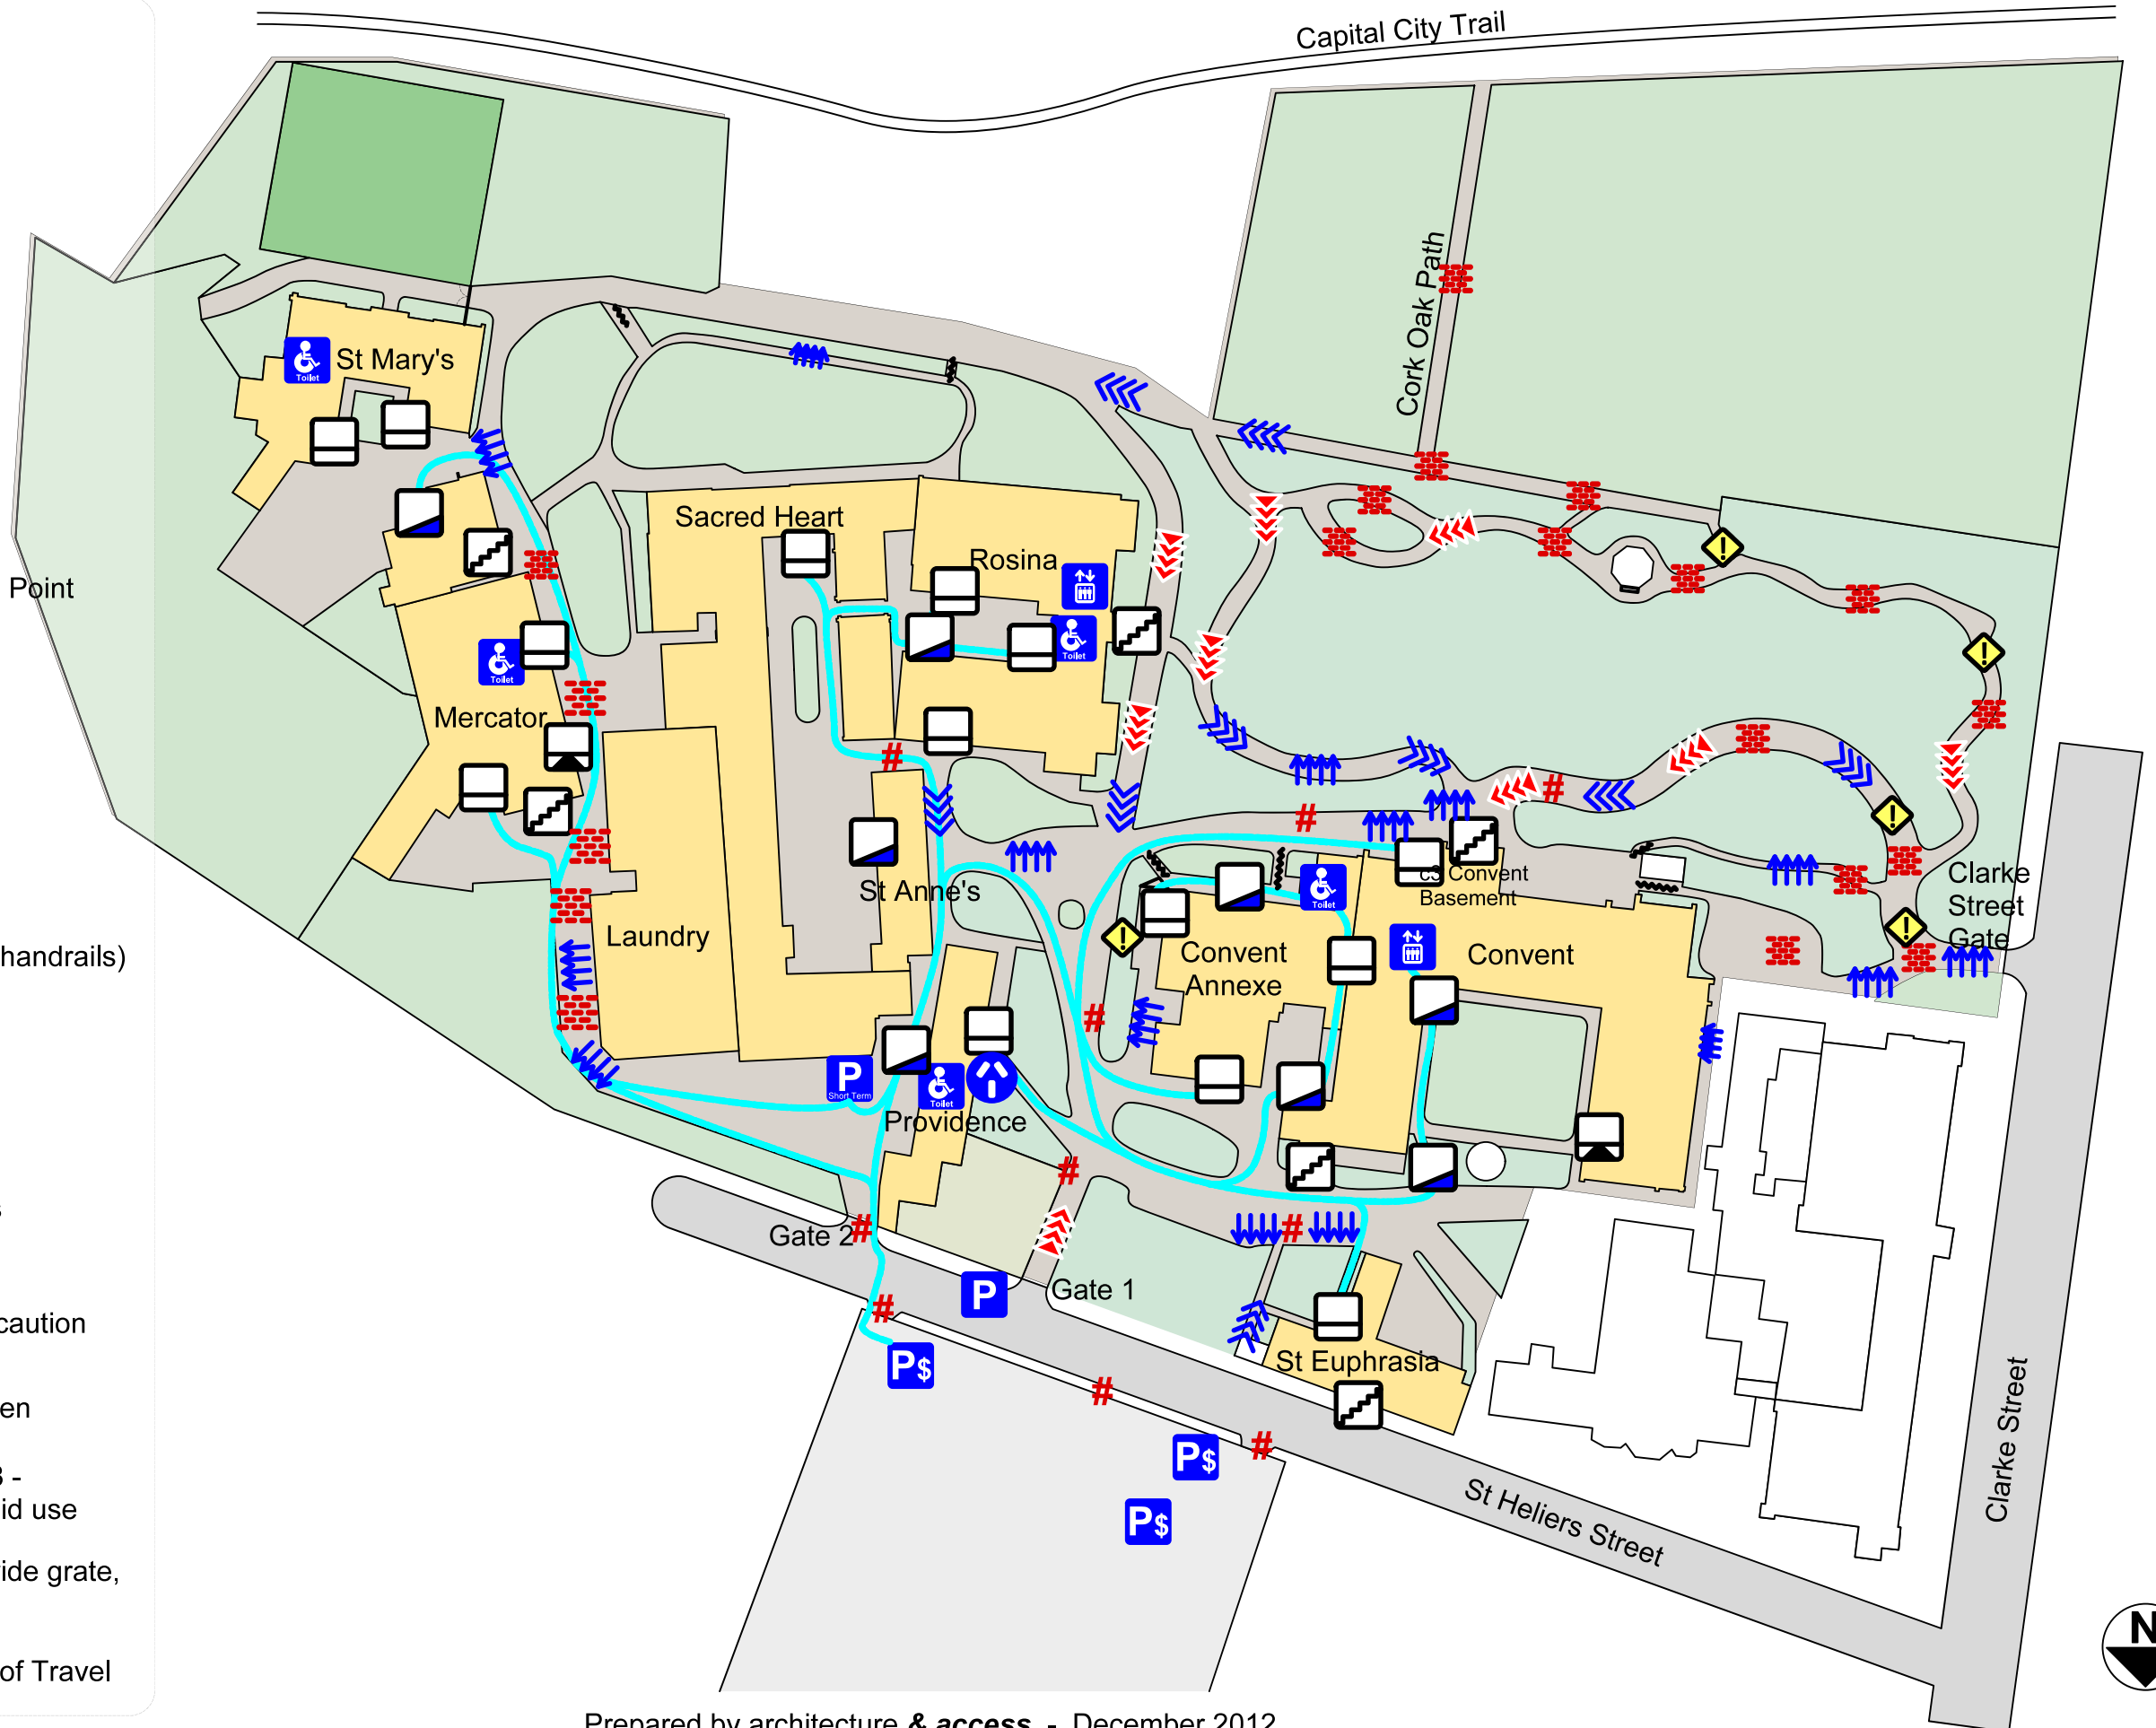 Capital City Trail
Cork Oak Path
St Mary's
Toilet
Sacred Heart
Rosina
Point
Toilet
Toilet
Mercator
c3 Convent
Basement
Clarke
Street
Gate
St Anne's
Toilet
Laundry
Convent
Annexe
Convent
handrails)
P
Short Term
Toilet
Providence
s
Gate 2
Gate 1
P
caution
P$
St Euphrasia
en
P$
B -
id use
P$
St Heliers Street
Clarke Street
ide grate,
N
of Travel
Prepared by architecture & access - December 2012
#
#
#
#
#
#
#
#
#
#
#
!
!
!
!
!